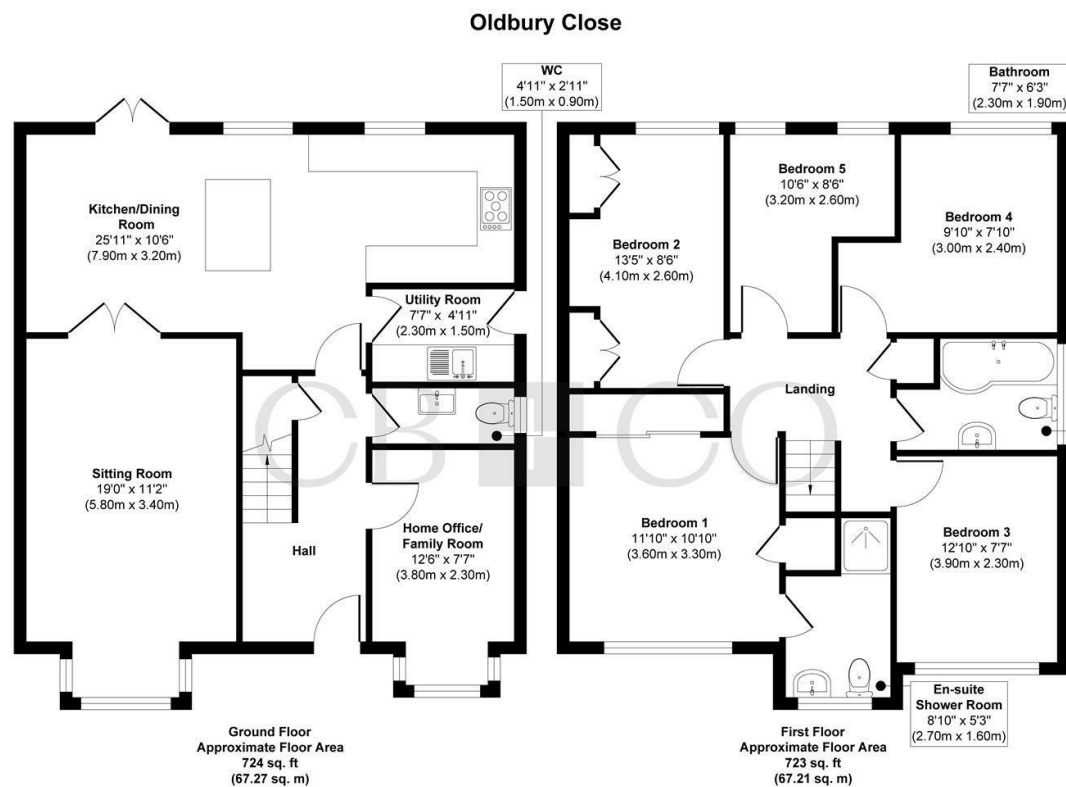 Oldbury Close
WC
4'11" x 2'11"
(1.50m x 0.90m)
Bathroom
7'7" x 6'3"
(2.30m x 1.90m)
Kitchen/Dining
Room
25'11" x 10'6"
(7.90m x 3.20m)
Utility Room
7'7" x 4'11"
(2.30m x 1.50m)
Sitting Room
19'0" x 11'2"
(5.80m x 3.40m)
Hall
Home Office/
Family Room
12'6" x 7'7"
(3.80m x 2.30m)
Bedroom 2
13'5" x 8'6"
(4.10m x 2.60m)
Bedroom 5
10'6" x 8'6"
(3.20m x 2.60m)
Bedroom 4
9'10" x 7'10"
(3.00m x 2.40m)
Landing
CB CO
Bedroom 1
11'10" x 10'10"
(3.60m x 3.30m)
Bedroom 3
12'10" x 7'7"
(3.90m x 2.30m)
En-suite
Shower Room
8'10" x 5'3"
(2.70m x 1.60m)
Ground Floor
Approximate Floor Area
724 sq. ft
(67.27 sq. m)
First Floor
Approximate Floor Area
723 sq. ft
(67.21 sq. m)